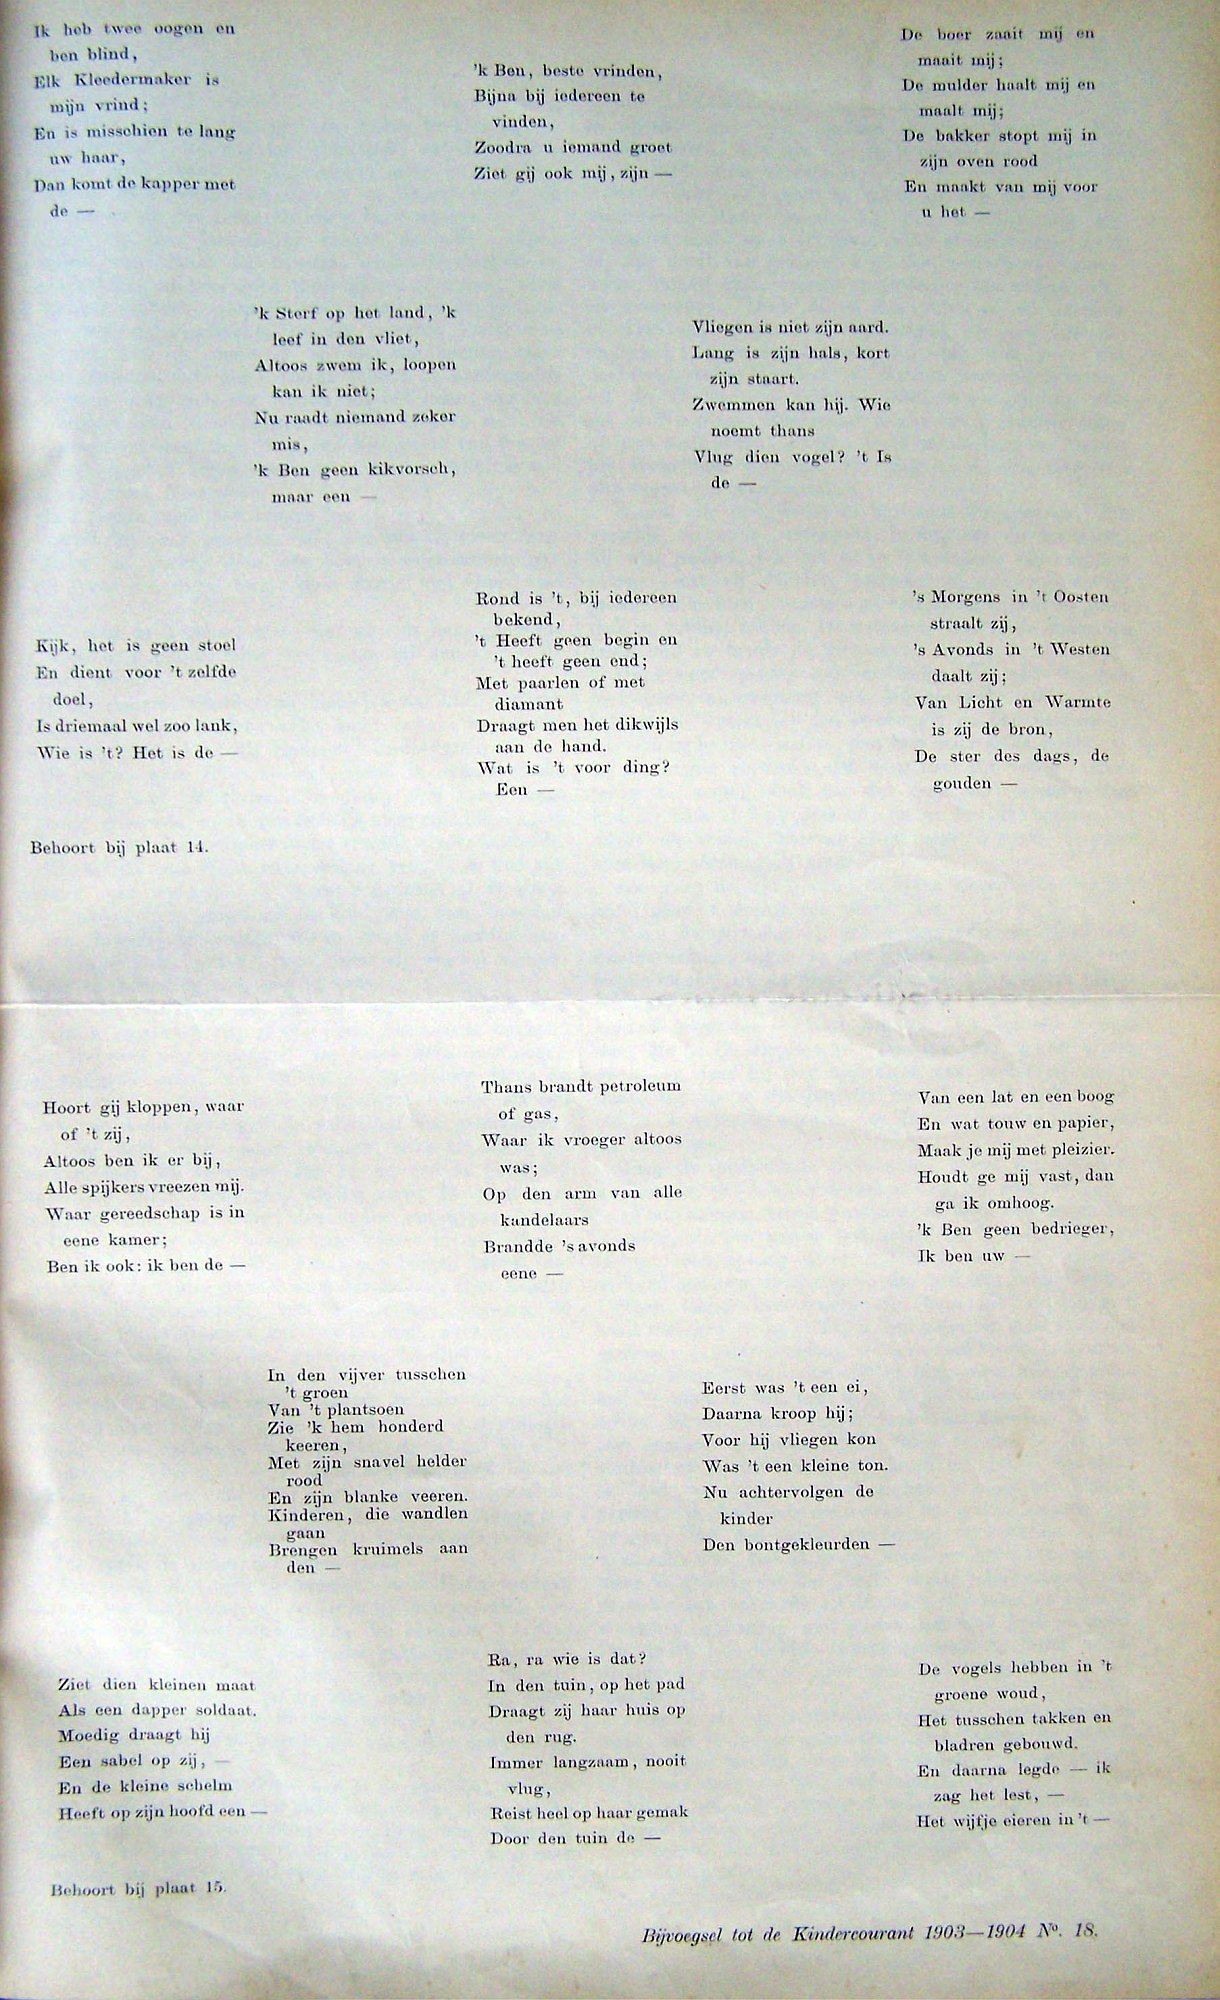 Ik heb twee oogen en
ben blind,
Elk Kleedermaker is
mijn vrind;
En is misschien te lang
uw haar,
Dan komt de kapper met
de —
'k Ben, beste vrinden,
Bijna bij iedereen te
vinden,
Zoodra u iemand groet
Ziet gij ook mij, zijn —
De boer zaait mij en
maait mij;
De mulder haalt mij en
maalt mij;
De bakker stopt mij in
zijn oven rood
En maakt van mij voor
u het —
'k Sterf op het land, 'k
leef in den vliet,
Altoos zwem ik, loopen
kan ik niet;
Nu raadt niemand zeker
mis,
'k Ben geen kikvorsch,
maar een —
Vliegen is niet zijn aard.
Lang is zijn hals, kort
zijn staart.
Zwemmen kan hij. Wie
noemt thans
Vlug dien vogel? 't Is
de —
Kijk, het is geen stoel
En dient voor 't zelfde
doel,
Is driemaal wel zoo lank,
Wie is 't? Het is de —
Rond is 't, bij iedereen
bekend,
't Heeft geen begin en
't heeft geen end;
Met paarlen of met
diamant
Draagt men het dikwijls
aan de hand.
Wat is 't voor ding?
Een —
's Morgens in 't Oosten
straalt zij,
's Avonds in 't Westen
daalt zij;
Van Licht en Warmte
is zij de bron,
De ster des dags, de
gouden —
Behoort bij plaat 14.
Hoort gij kloppen, waar
of 't zij,
Altoos ben ik er bij,
Alle spijkers vreezen mij.
Waar gereedschap is in
eene kamer;
Ben ik ook: ik ben de —
Thans brandt petroleum
of gas,
Waar ik vroeger altoos
was;
Op den arm van alle
kandelaars
Brandde 's avonds
eene —
Van een lat en een boog
En wat touw en papier,
Maak je mij met pleizier.
Houdt ge mij vast, dan
ga ik omhoog.
'k Ben geen bedrieger,
Ik ben uw —
In den vijver tusschen
't groen
Van 't plantsoen
Zie 'k hem honderd
keeren,
Met zijn snavel helder
rood
En zijn blanke veeren.
Kinderen, die wandlen
gaan
Brengen kruimels aan
den —
Eerst was 't een ei,
Daarna kroop hij;
Voor hij vliegen kon
Was 't een kleine ton.
Nu achtervolgen de
kinder
Den bontgekleurden —
Ziet dien kleinen maat
Als een dapper soldaat.
Moedig draagt hij
Een sabel op zij, —
En de kleine schelm
Heeft op zijn hoofd een —
Ra, ra wie is dat?
In den tuin, op het pad
Draagt zij haar huis op
den rug.
Immer langzaam, nooit
vlug,
Reist heel op haar gemak
Door den tuin de —
De vogels hebben in 't
groene woud,
Het tusschen takken en
bladren gebouwd.
En daarna legde — ik
zag het lest, —
Het wijfje eieren in 't —
Behoort bij plaat 15.
Bijvoegsel tot de Kindercourant 1903—1904 No. 18.